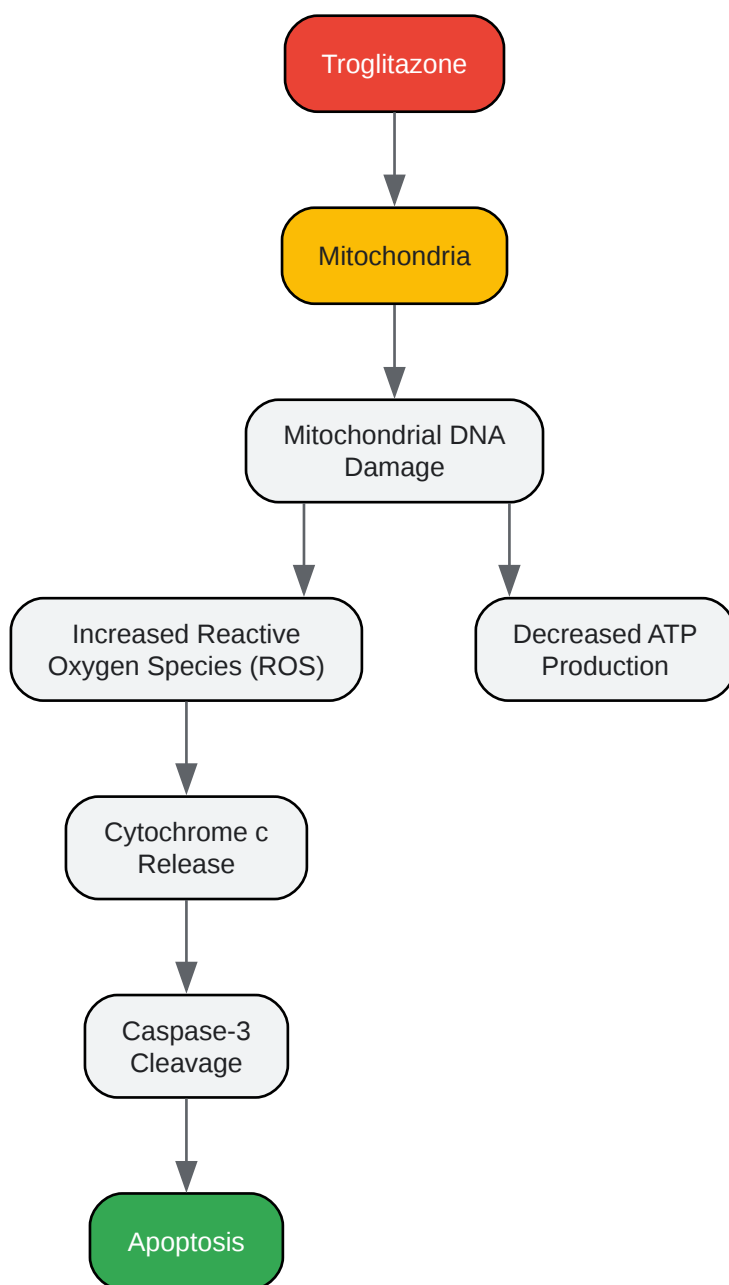 Troglitazone
Mitochondria
Mitochondrial DNA
Damage
Increased Reactive
Oxygen Species (ROS)
Decreased ATP
Production
Cytochrome c
Release
Caspase-3
Cleavage
Apoptosis